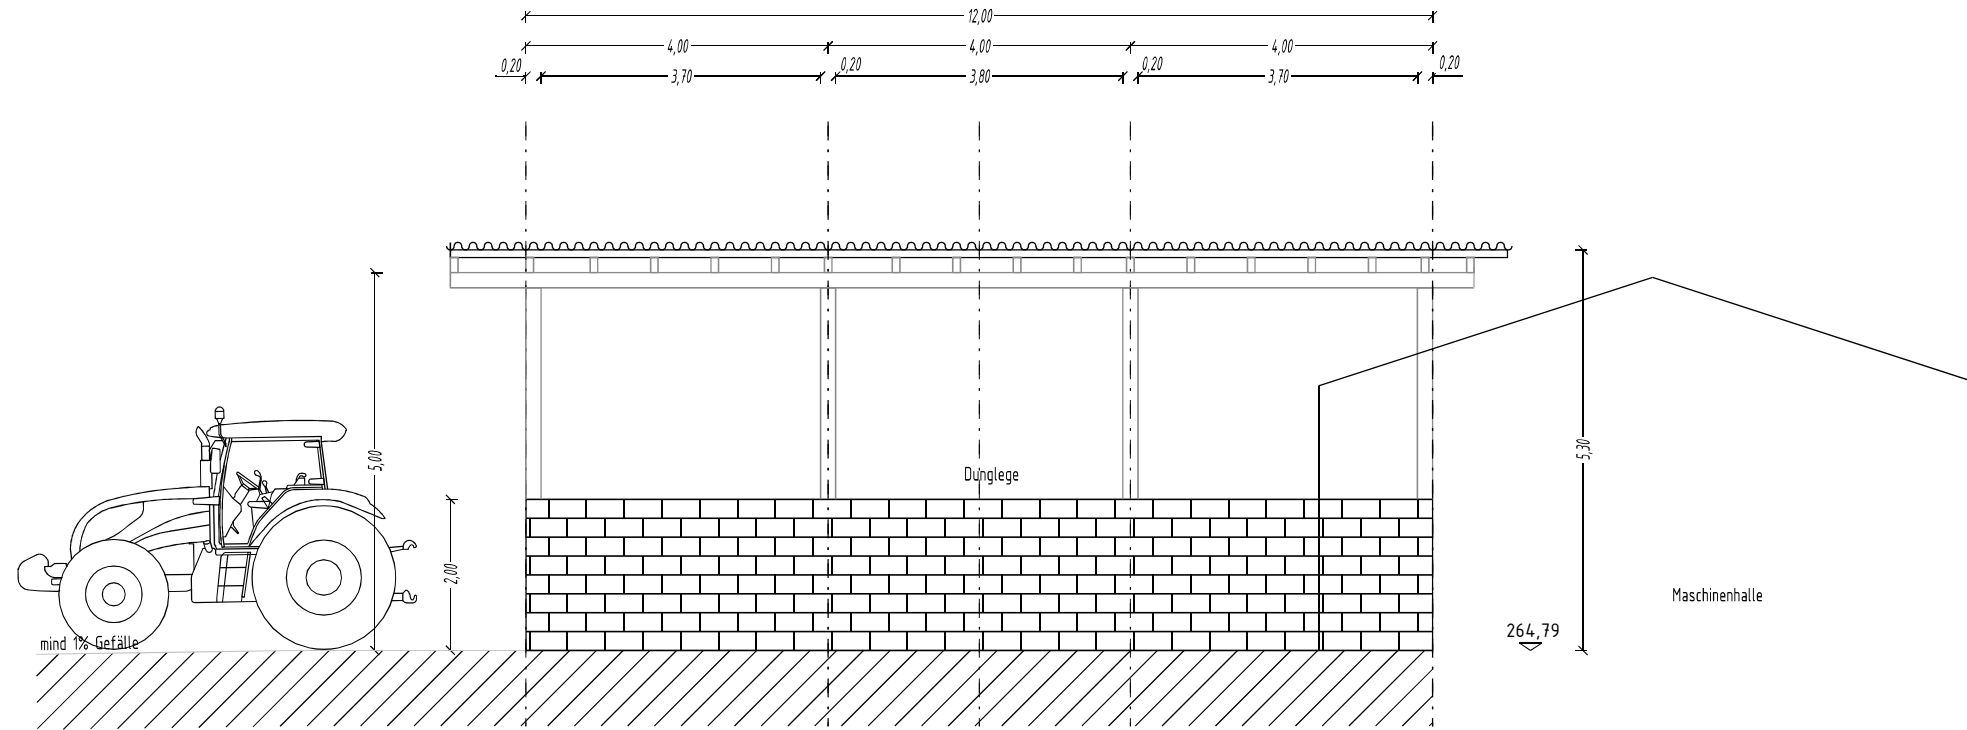 12,00
4,00 4,00 4,00
0,20 3,70 0,20 3,80 0,20 3,70 0,20
5,00
5,30
Dunglege
2,00
Maschinenhalle
264,79
mind 1% Gefälle